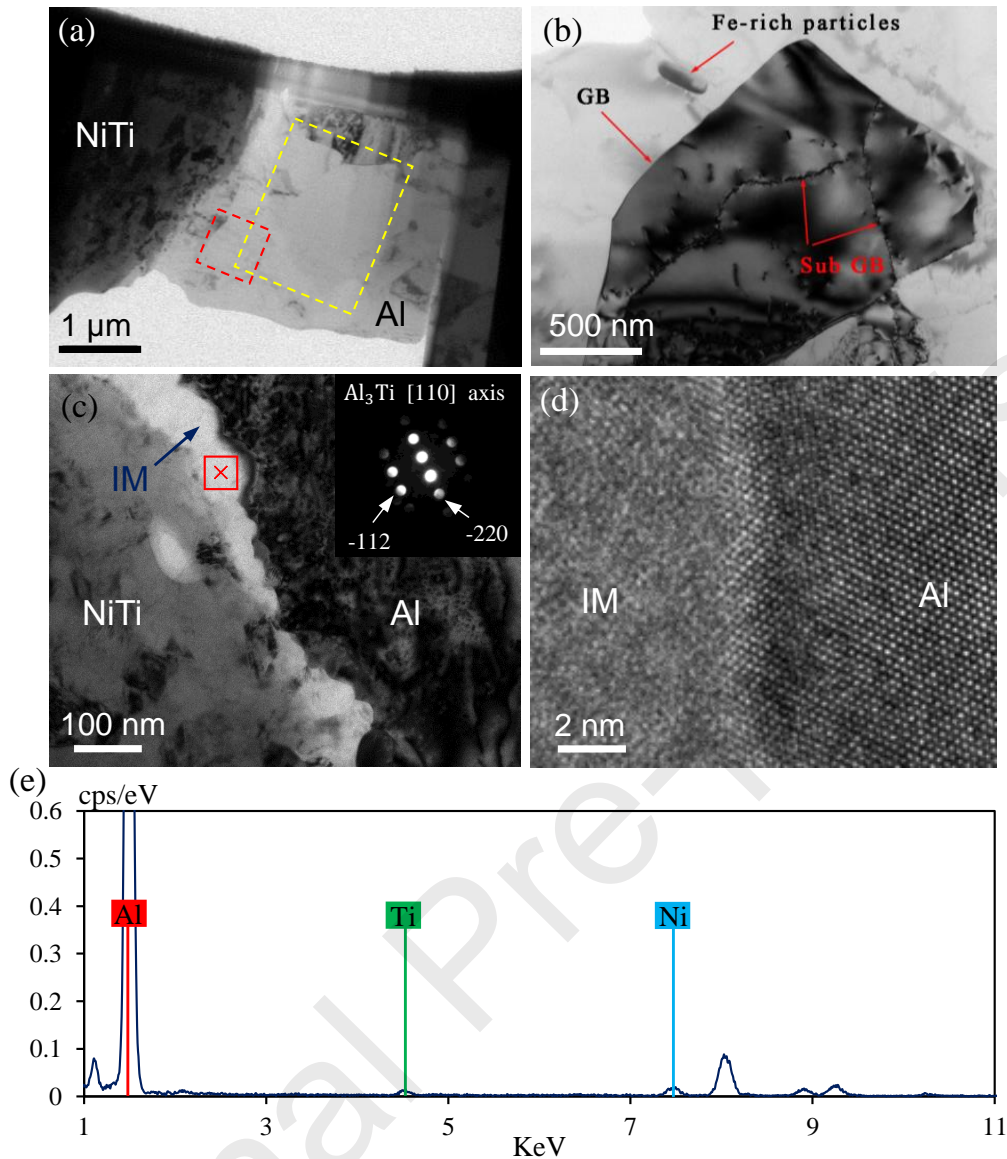 (a)
NiTi
Al
1 μm
(b)
Fe-rich particles
GB
Sub GB
500 nm
(c)
Al₃Ti [110] axis
IM
-112
-220
NiTi
Al
100 nm
(d)
IM
Al
2 nm
(e)
cps/eV
0.6
0.5
0.4
0.3
0.2
0.1
0
Al
Ti
Ni
1
3
5
7
9
11
KeV